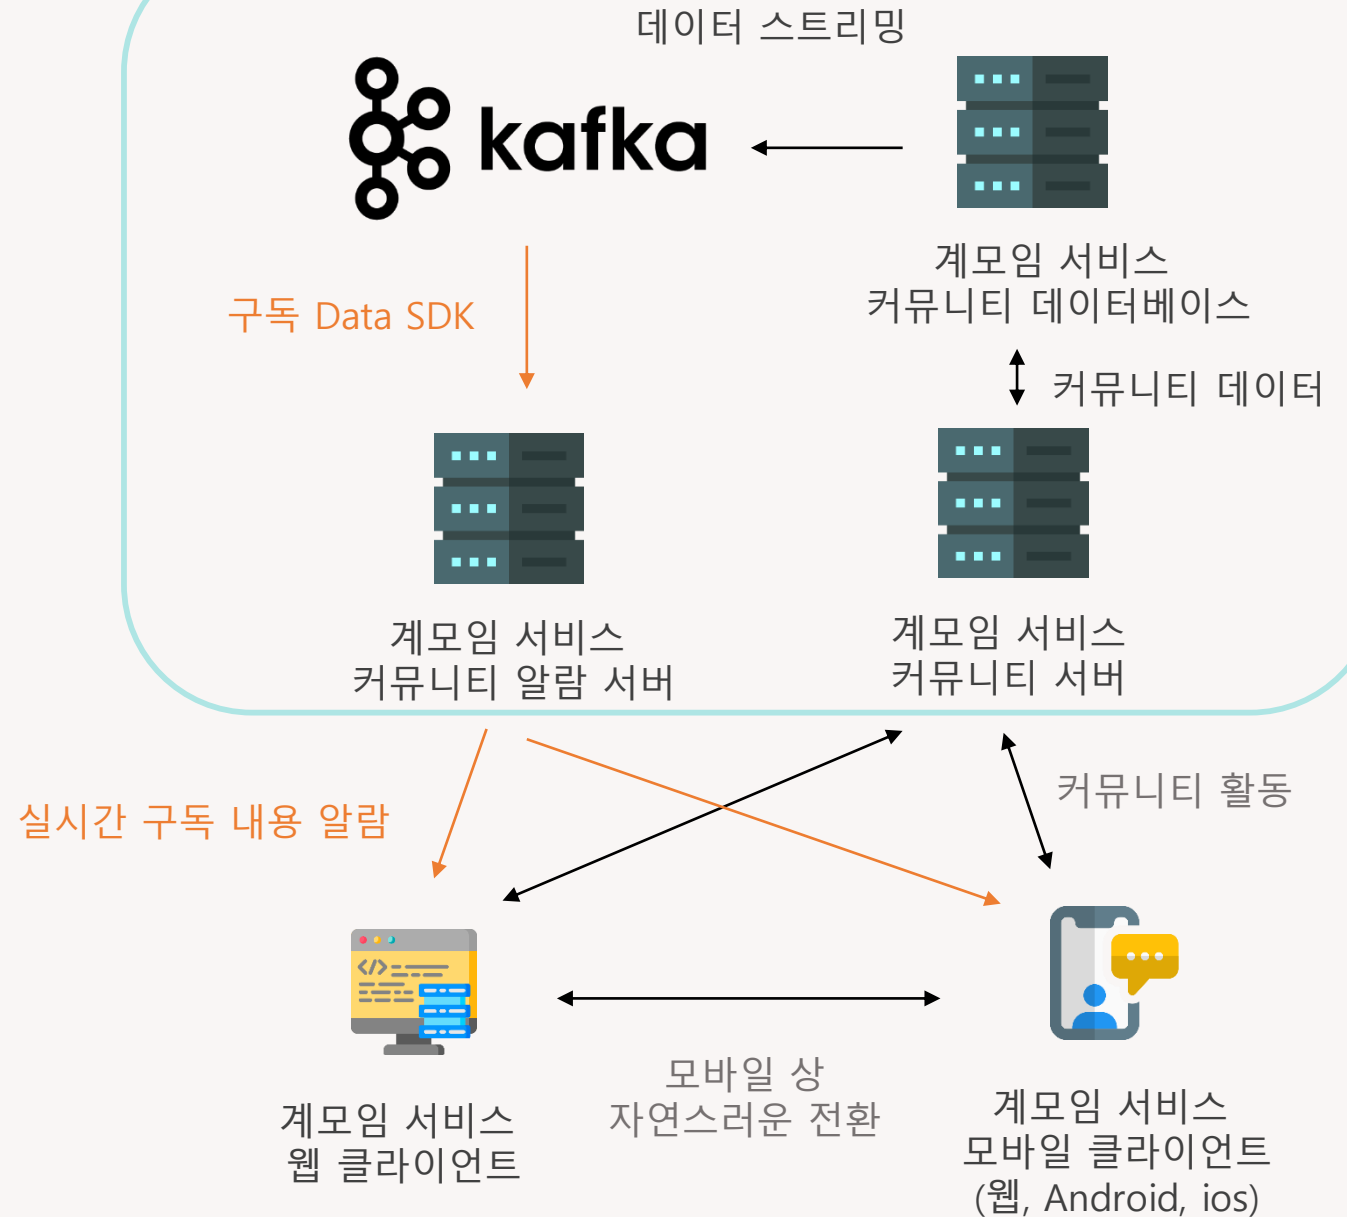 데이터 스트리밍
kafka
계모임 서비스
커뮤니티 데이터베이스
구독 Data SDK
커뮤니티 데이터
계모임 서비스
커뮤니티 알람 서버
계모임 서비스
커뮤니티 서버
커뮤니티 활동
실시간 구독 내용 알람
모바일 상
자연스러운 전환
계모임 서비스
웹 클라이언트
계모임 서비스
모바일 클라이언트
(웹, Android, ios)